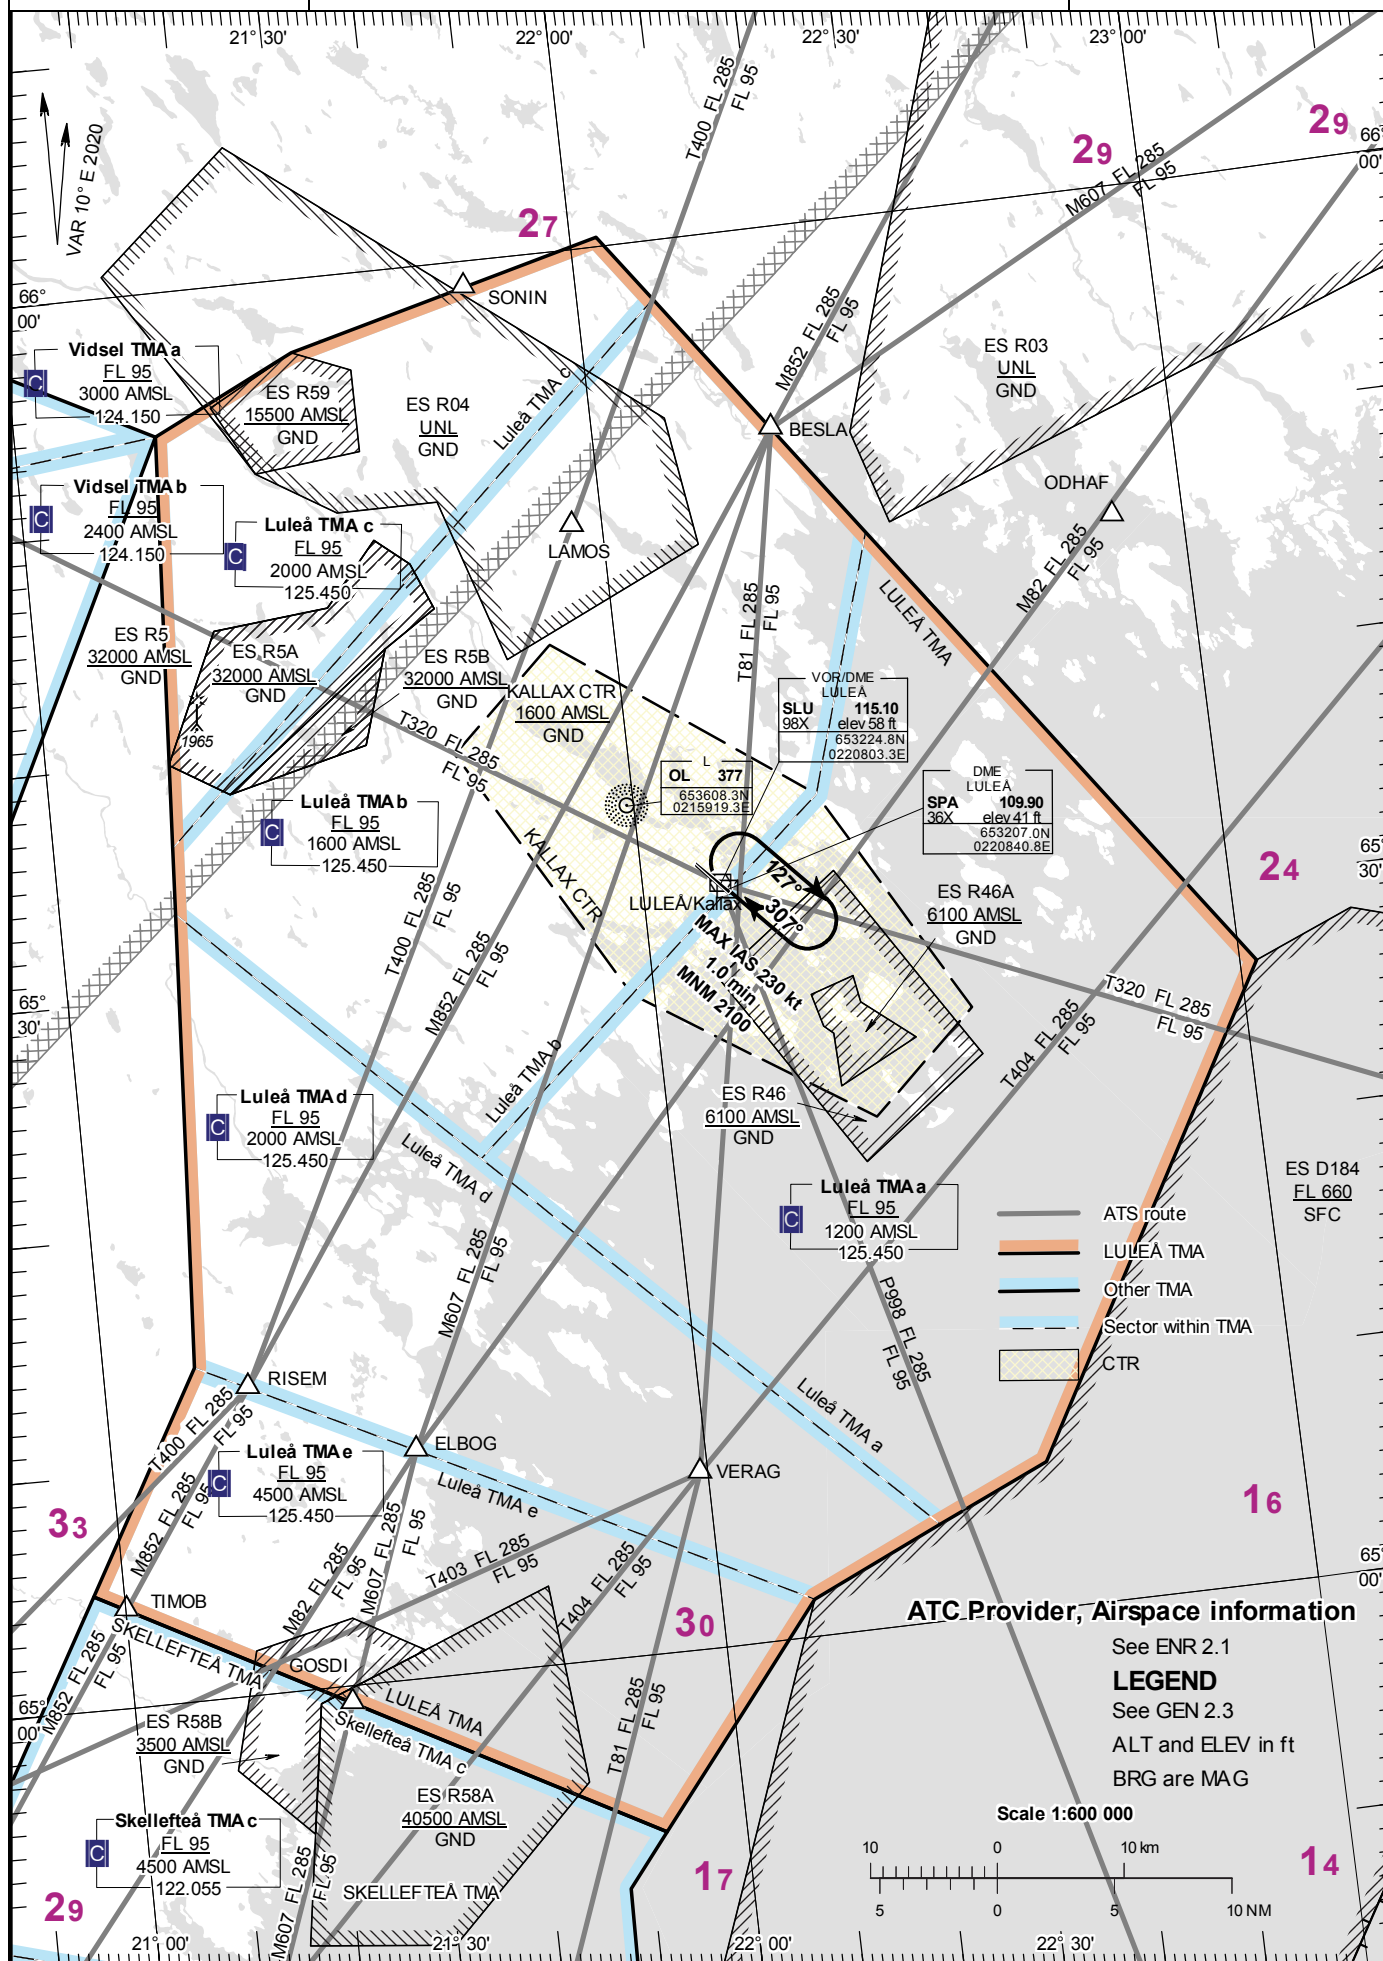 21° 30'
22° 00'
22° 30'
23° 00'
VAR 10° E 2020
T400 FL 285
FL 95
M607 FL 285
FL 95
29
29
66°
00'
27
SONIN
66°
00'
M852 FL 285
FL 95
Vidsel TMA a
FL 95
3000 AMSL
124.150
C
ES R59
15500 AMSL
GND
ES R04
UNL
GND
Luleå TMA c
ES R03
UNL
GND
BESLA
ODHAF
Vidsel TMA b
FL 95
2400 AMSL
124.150
C
Luleå TMA c
FL 95
2000 AMSL
125.450
C
LAMOS
M82 FL 285
FL 95
T81 FL 285
FL 95
LULEÅ TMA
ES R5
32000 AMSL
GND
ES R5A
32000 AMSL
GND
ES R5B
32000 AMSL
GND
1965
KALLAX CTR
1600 AMSL
GND
VOR/DME
LULEÅ
SLU 115.10
98X elev 58 ft
653224.8N
0220803.3E
T320 FL 285
FL 95
L
OL 377
653608.3N
0215919.3E
DME
LULEÅ
SPA 109.90
36X elev 41 ft
653207.0N
0220840.8E
Luleå TMA b
FL 95
1600 AMSL
125.450
C
KALLAX CTR
65°
30'
24
127°
307°
LULEÅ/Kallax
MAX IAS 230 kt
1.0 min
MNM 2100
ES R46A
6100 AMSL
GND
T400 FL 285
FL 95
M852 FL 285
FL 95
T320 FL 285
FL 95
T404 FL 285
FL 95
65°
30'
Luleå TMA b
ES R46
6100 AMSL
GND
Luleå TMA d
FL 95
2000 AMSL
125.450
C
Luleå TMA d
Luleå TMA a
FL 95
1200 AMSL
125.450
C
ES D184
FL 660
SFC
ATS route
LULEÅ TMA
Other TMA
Sector within TMA
CTR
M607 FL 285
FL 95
P998 FL 285
FL 95
RISEM
T400 FL 285
FL 95
Luleå TMA a
ELBOG
VERAG
Luleå TMA e
FL 95
4500 AMSL
125.450
C
Luleå TMA e
33
16
M852 FL 285
FL 95
M82 FL 285
FL 95
M607 FL 285
FL 95
T403 FL 285
FL 95
T404 FL 285
FL 95
65°
00'
TIMOB
30
ATC Provider, Airspace information
See ENR 2.1
LEGEND
See GEN 2.3
ALT and ELEV in ft
BRG are MAG
SKELLEFTEÅ TMA
GOSDI
M852 FL 285
FL 95
65°
00'
LULEÅ TMA
Skellefteå TMA c
ES R58B
3500 AMSL
GND
T81 FL 285
FL 95
ES R58A
40500 AMSL
GND
Skellefteå TMA c
FL 95
4500 AMSL
122.055
C
Scale 1:600 000
10 0 10 km
5 0 5 10 NM
M607 FL 285
FL 95
SKELLEFTEÅ TMA
17
14
29
21° 00'
21° 30'
22° 00'
22° 30'